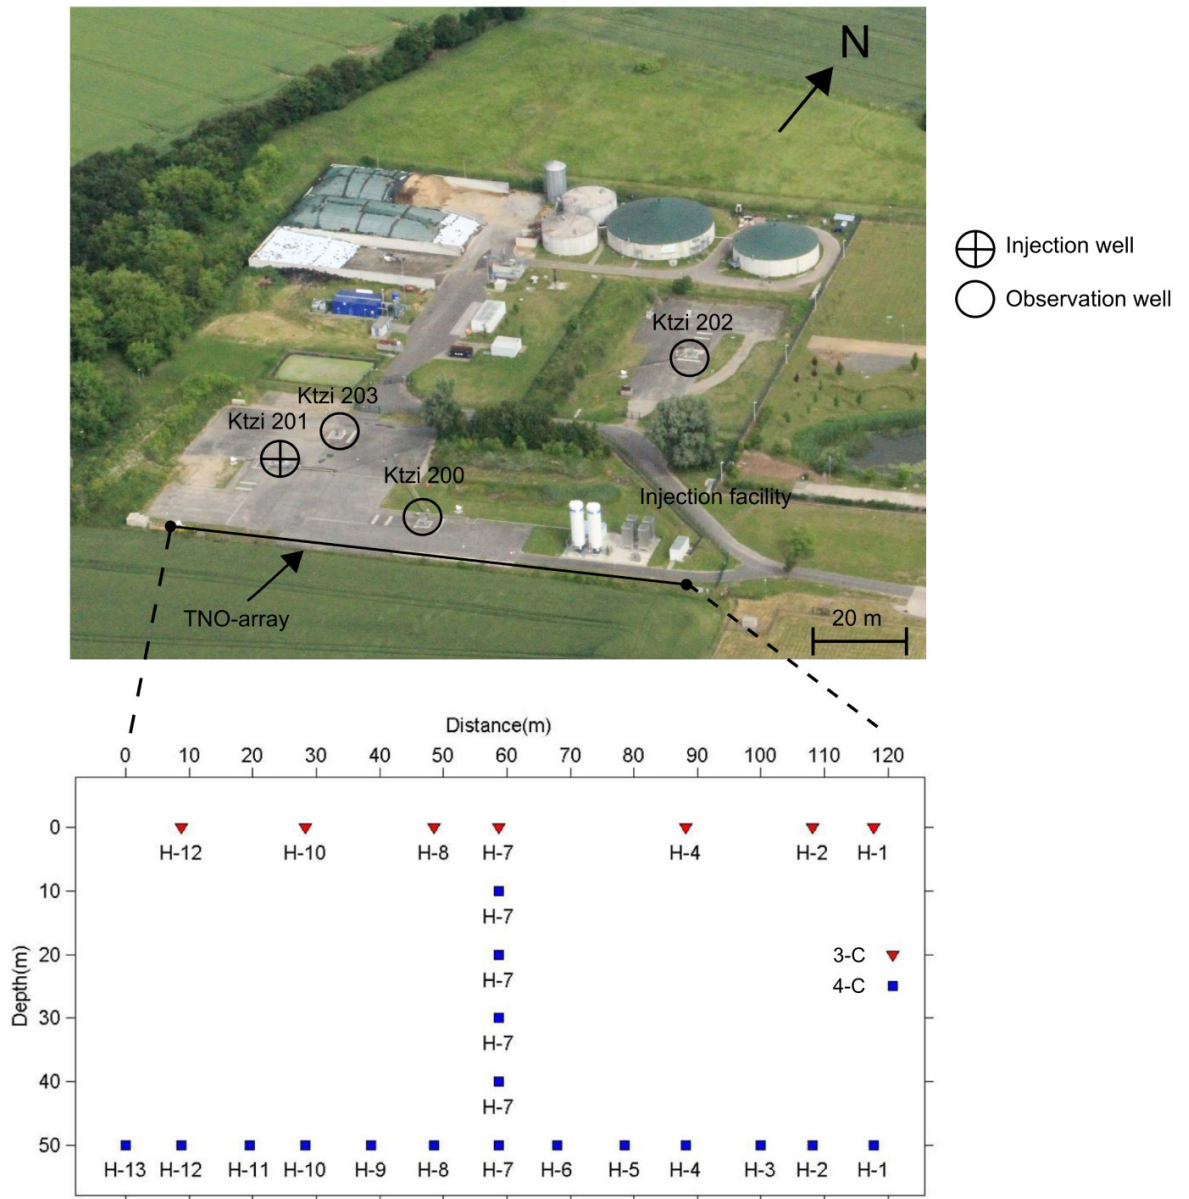 N
Injection well
Observation well
Ktzi 202
Ktzi 203
Ktzi 201
Ktzi 200
Injection facility
TNO-array
20 m
Distance(m)
0 10 20 30 40 50 60 70 80 90 100 110 120
0
H-12 H-10 H-8 H-7 H-4 H-2 H-1
10
H-7
20
3-C
H-7
4-C
30
H-7
40
H-7
50
H-13 H-12 H-11 H-10 H-9 H-8 H-7 H-6 H-5 H-4 H-3 H-2 H-1
Depth(m)